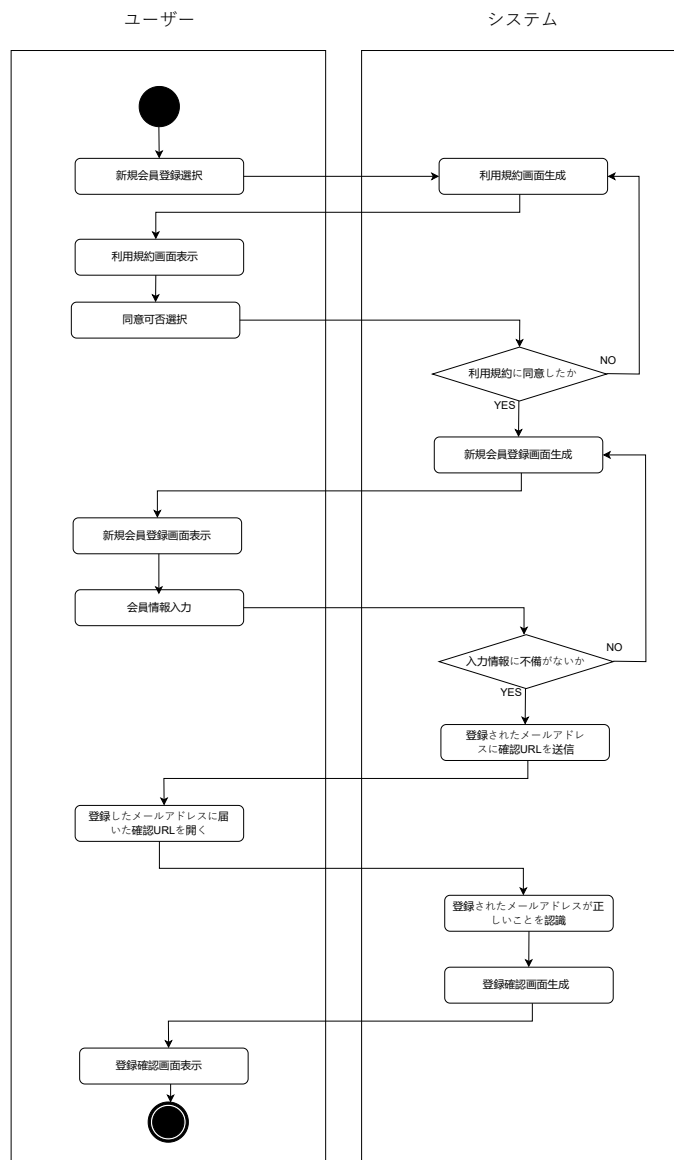 ユーザー
システム
新規会員登録選択
利用規約画面生成
利用規約画面表示
同意可否選択
利用規約に同意したか
NO
YES
新規会員登録画面生成
新規会員登録画面表示
会員情報入力
入力情報に不備がないか
NO
YES
登録されたメールアドレ
スに確認URLを送信
登録したメールアドレスに届
いた確認URLを開く
登録されたメールアドレスが正
しいことを認識
登録確認画面生成
登録確認画面表示